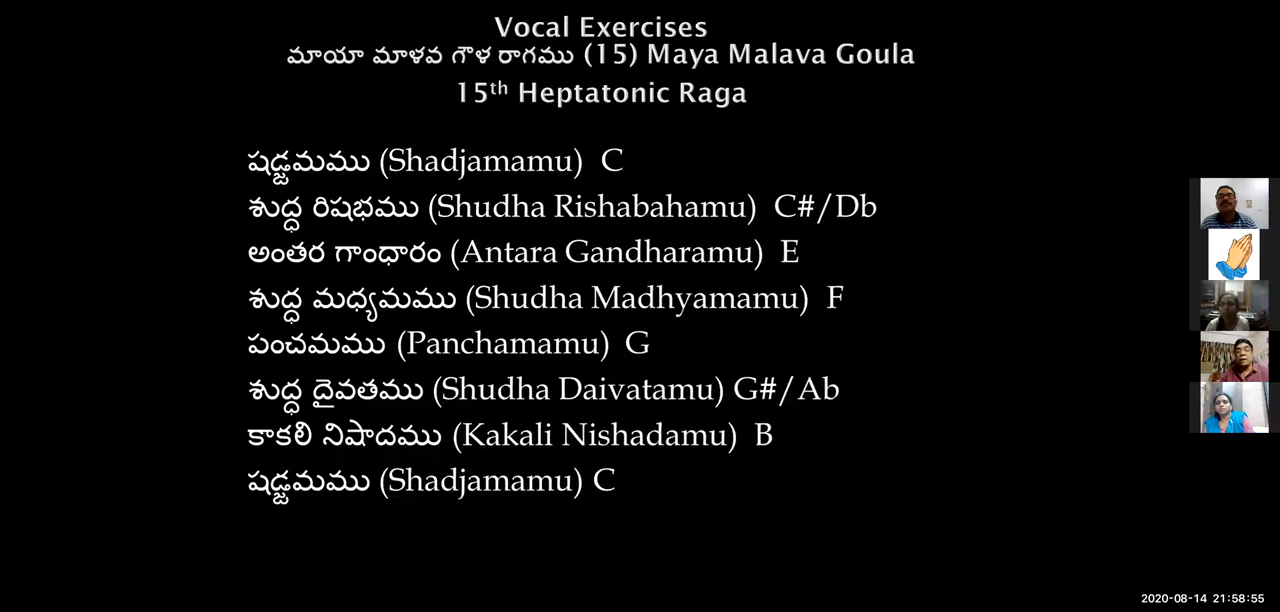 Vocal Exercises
మాయా మాళవ గౌళ రాగము (15) Maya Malava Goula
15th Heptatonic Raga
షడ్జమము (Shadjamamu) C
శుద్ధ రిషభము (Shudha Rishabahamu) C#/Db
అంతర గాంధారం (Antara Gandharamu) E
శుద్ధ మధ్యమము (Shudha Madhyamamu) F
పంచమము (Panchamamu) G
శుద్ధ దైవతము (Shudha Daivatamu) G#/Ab
కాకలి నిషాదము (Kakali Nishadamu) B
షడ్జమము (Shadjamamu) C
2020-08-14 21:58:55